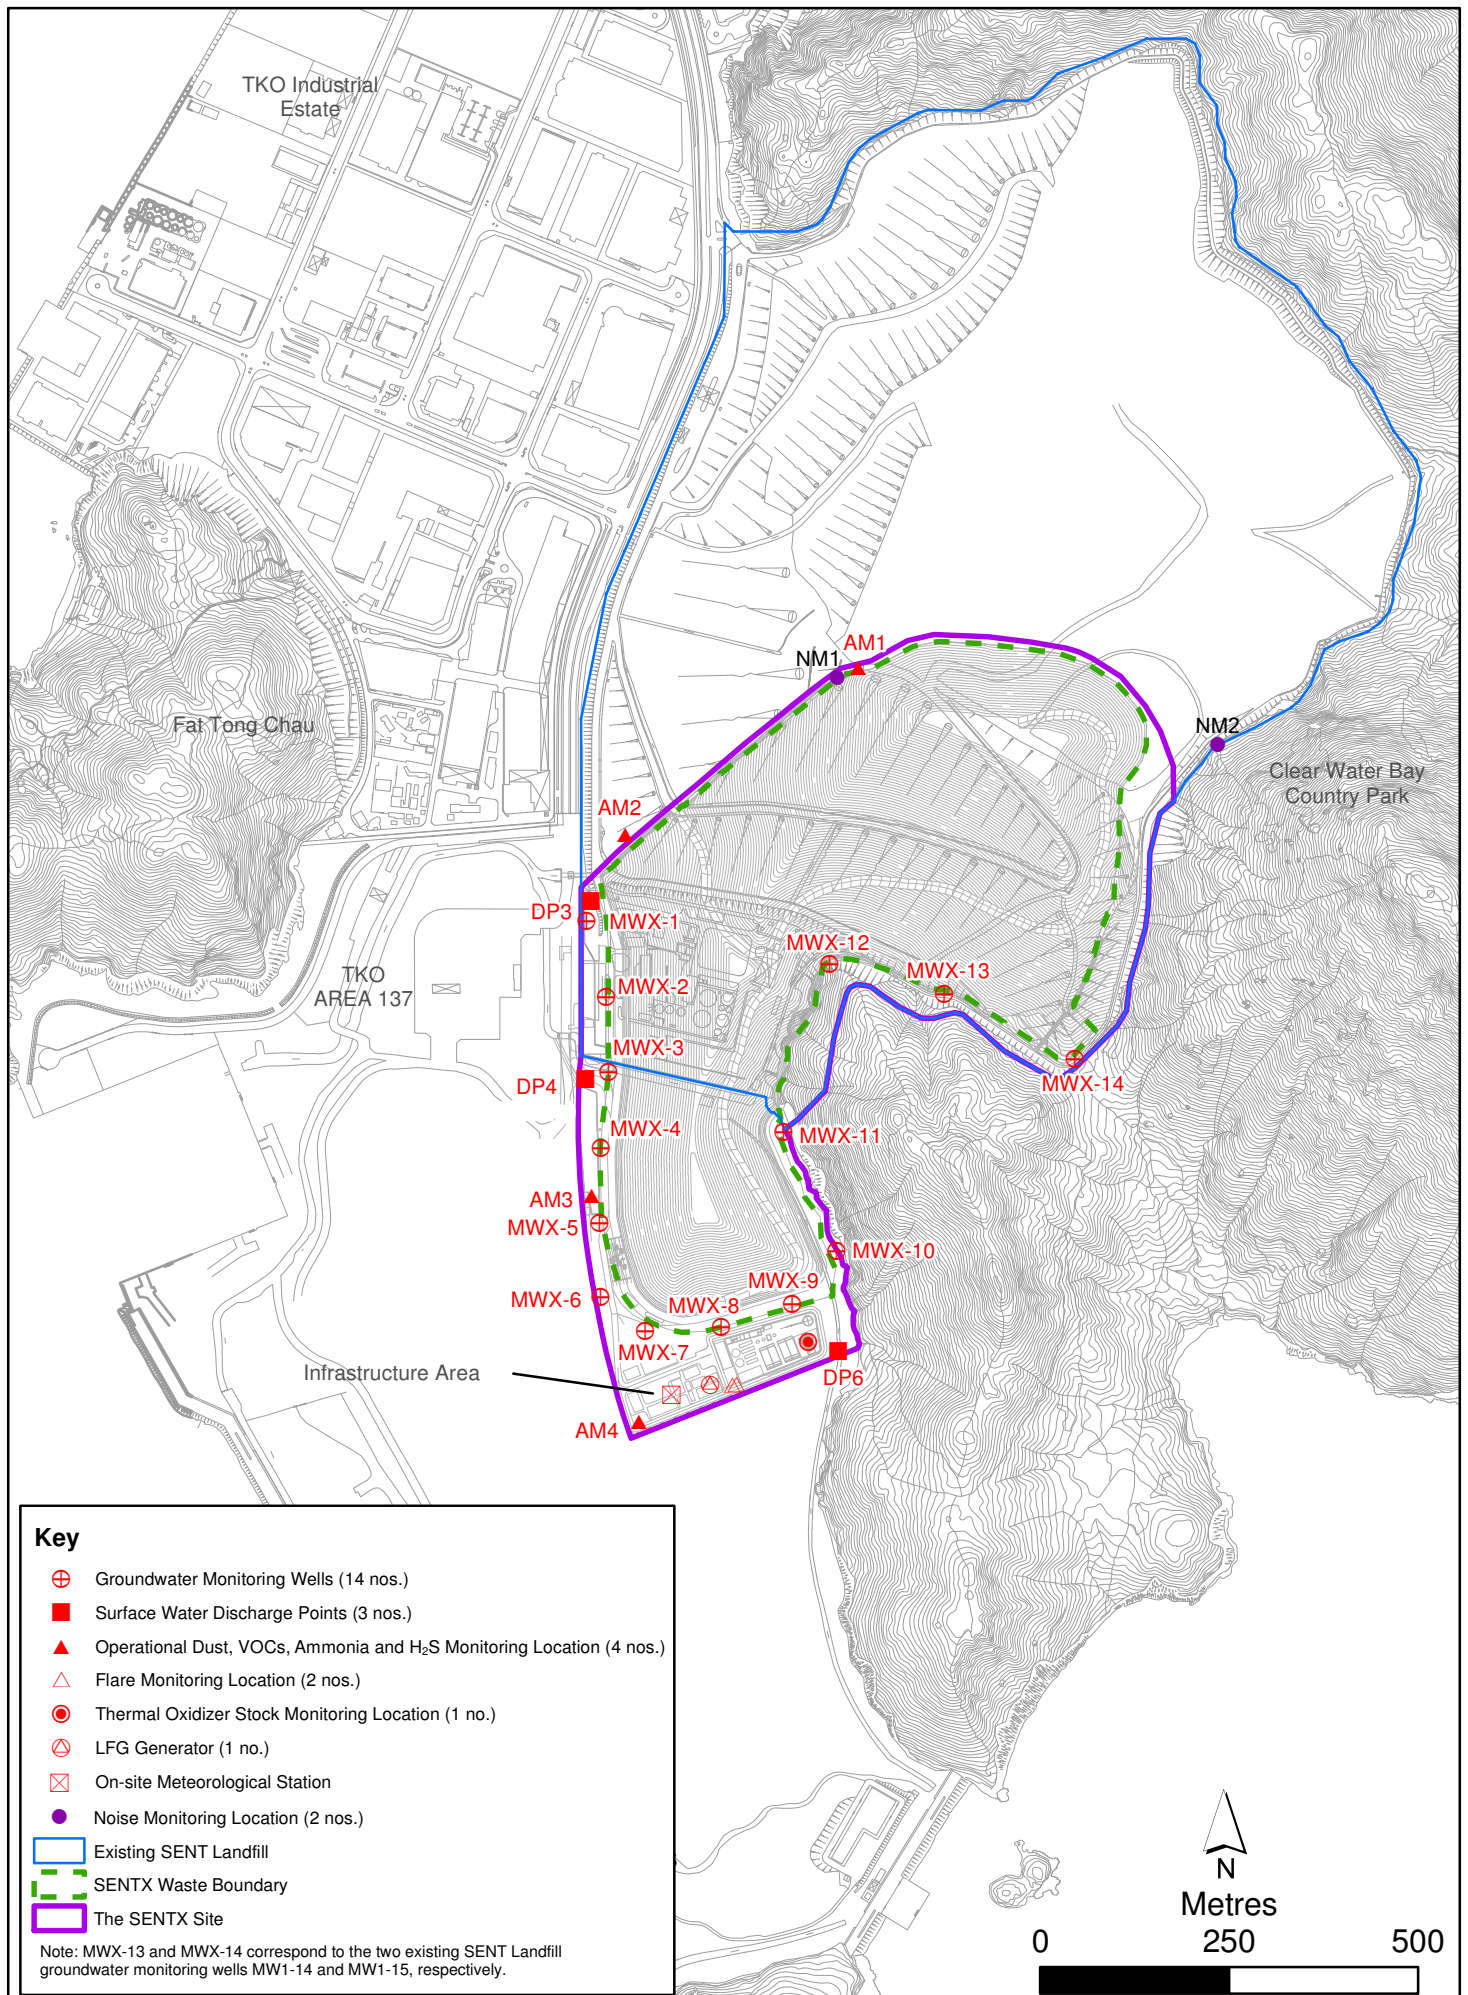 TKO Industrial
Estate
AM1
NM1
Fat Tong Chau
NM2
Clear Water Bay
Country Park
AM2
DP3
MWX-1
MWX-12
MWX-13
TKO
AREA 137
MWX-2
MWX-3
DP4
MWX-14
MWX-4
MWX-11
AM3
MWX-5
MWX-10
MWX-9
MWX-6
MWX-8
MWX-7
Infrastructure Area
DP6
AM4
Key
Groundwater Monitoring Wells (14 nos.)
Surface Water Discharge Points (3 nos.)
Operational Dust, VOCs, Ammonia and H₂S Monitoring Location (4 nos.)
Flare Monitoring Location (2 nos.)
Thermal Oxidizer Stock Monitoring Location (1 no.)
LFG Generator (1 no.)
On-site Meteorological Station
Noise Monitoring Location (2 nos.)
Existing SENT Landfill
SENTX Waste Boundary
The SENTX Site
Note: MWX-13 and MWX-14 correspond to the two existing SENT Landfill
groundwater monitoring wells MW1-14 and MW1-15, respectively.
N
Metres
0 250 500